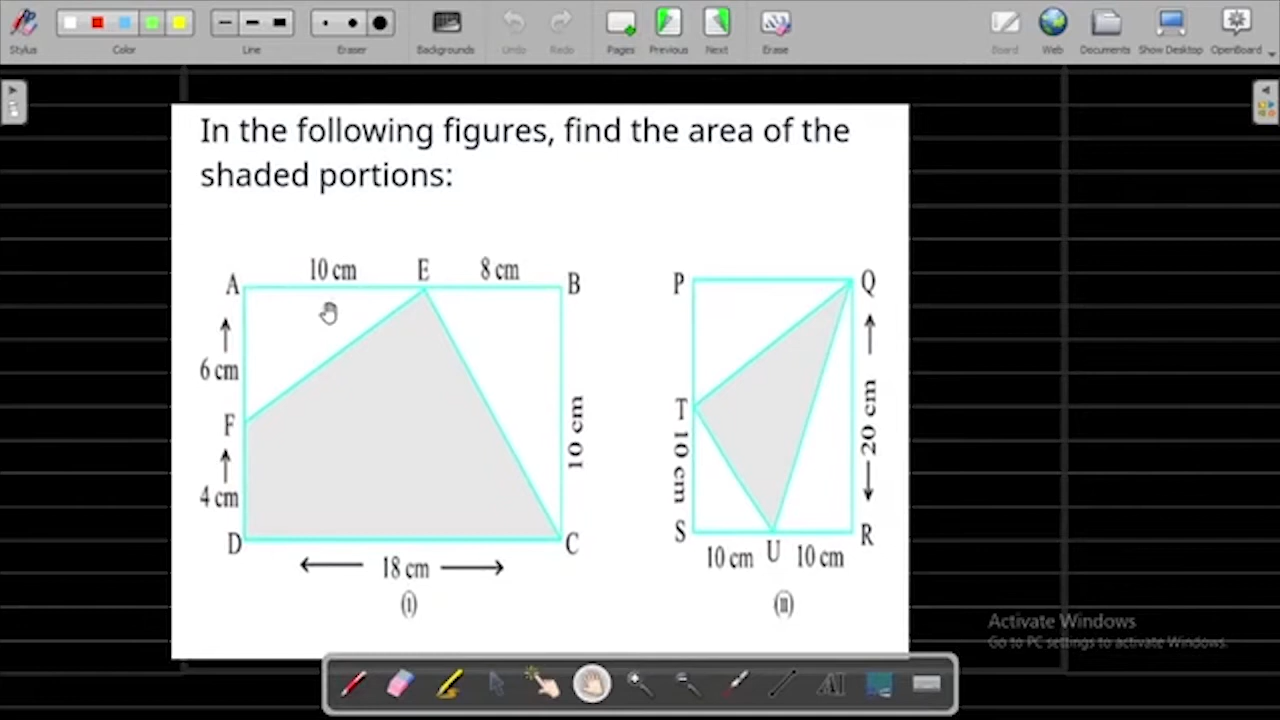 Stylus
Color
Line
Eraser
Backgrounds
Undo
Redo
Pages
Previous
Next
Erase
Board
Web
Documents
Show Desktop
OpenBoard
In the following figures, find the area of the
shaded portions:
10 cm
E
8 cm
A
B
6 cm
F
10 cm
4 cm
D
C
18 cm
(i)
P
Q
T
10 cm
20 cm
S
R
10 cm
U
10 cm
(ii)
Activate Windows
Go to PC settings to activate Windows.
AI